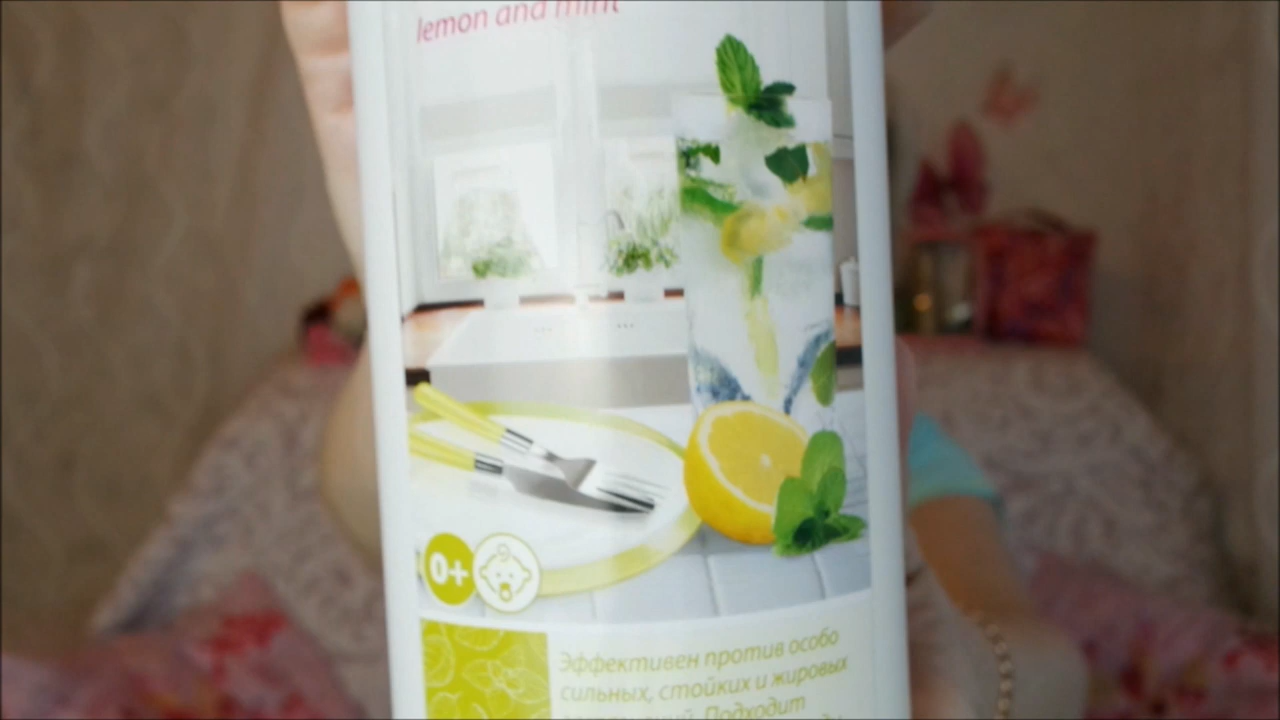 lemon and mint
0+
Эффективен против особо
сильных, стойких и жировых
Подходит